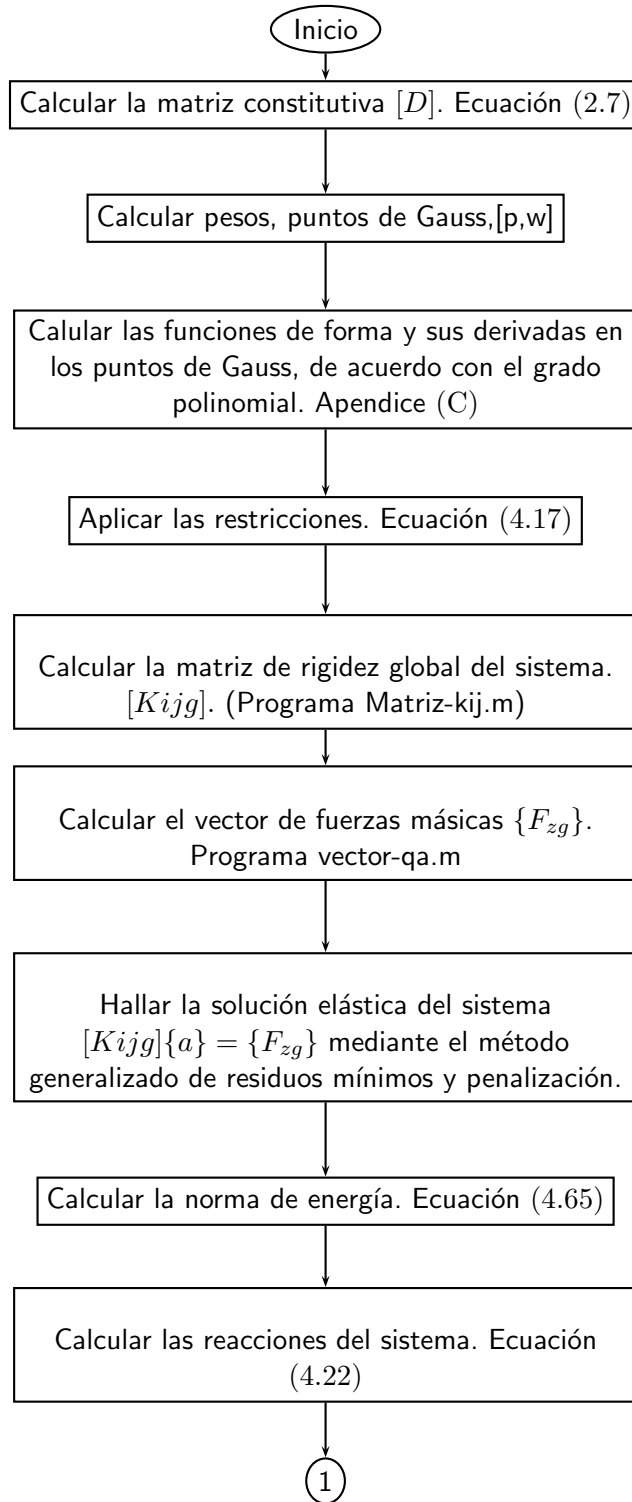 Inicio
Calcular la matriz constitutiva [D]. Ecuación (2.7)
Calcular pesos, puntos de Gauss,[p,w]
Calular las funciones de forma y sus derivadas en
los puntos de Gauss, de acuerdo con el grado
polinomial. Apendice (C)
Aplicar las restricciones. Ecuación (4.17)
Calcular la matriz de rigidez global del sistema.
[Kijg]. (Programa Matriz-kij.m)
Calcular el vector de fuerzas másicas {F_{zg}}.
Programa vector-qa.m
Hallar la solución elástica del sistema
[Kijg]{a} = {F_{zg}} mediante el método
generalizado de residuos mínimos y penalización.
Calcular la norma de energía. Ecuación (4.65)
Calcular las reacciones del sistema. Ecuación
(4.22)
1